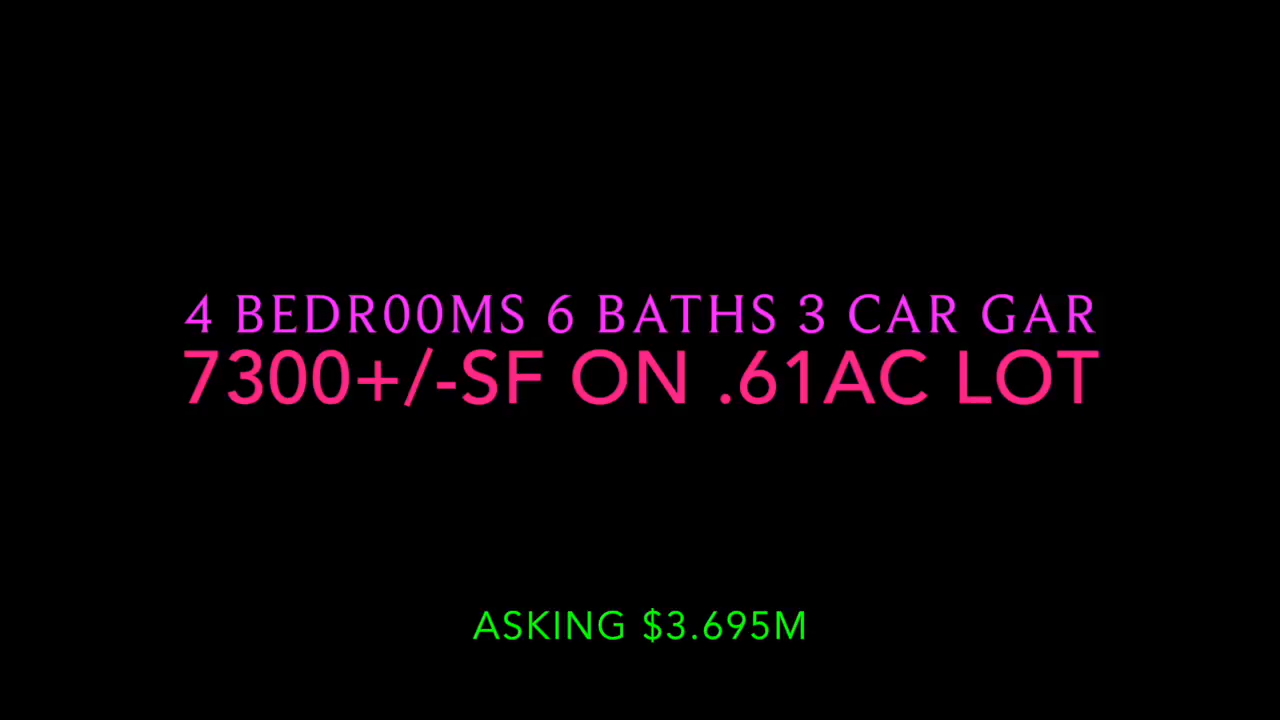 4 BEDR00MS 6 BATHS 3 CAR GAR
7300+/-SF ON .61AC LOT
ASKING $3.695M